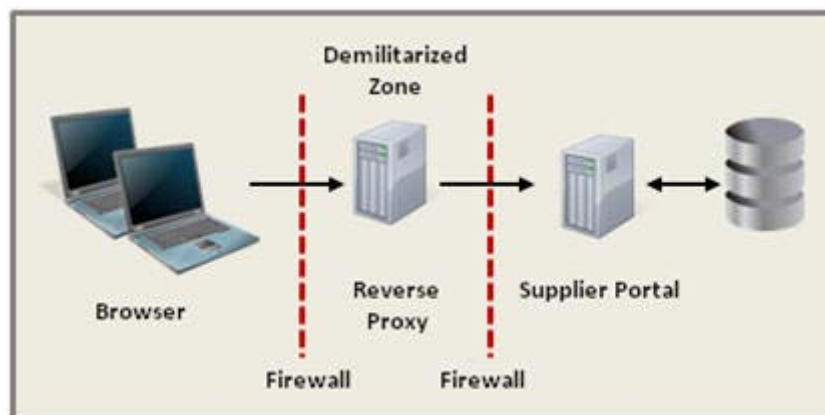 Demilitarized
Zone
Browser
Reverse
Proxy
Supplier Portal
Firewall
Firewall